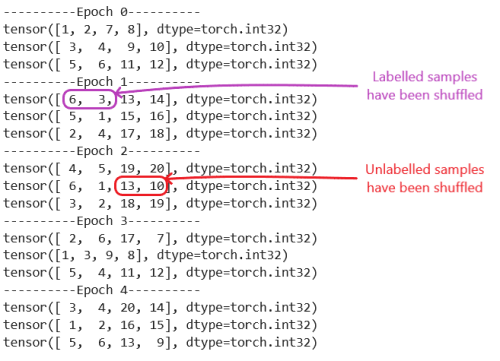 ----------Epoch 0----------
tensor([1, 2, 7, 8], dtype=torch.int32)
tensor([ 3,  4,  9, 10], dtype=torch.int32)
tensor([ 5,  6, 11, 12], dtype=torch.int32)
----------Epoch 1----------
tensor([ 6,  3, 13, 14], dtype=torch.int32)
tensor([ 5,  1, 15, 16], dtype=torch.int32)
tensor([ 2,  4, 17, 18], dtype=torch.int32)
Labelled samples
have been shuffled
----------Epoch 2----------
tensor([ 4,  5, 19, 20], dtype=torch.int32)
tensor([ 6,  1, 13, 10], dtype=torch.int32)
tensor([ 3,  2, 18, 19], dtype=torch.int32)
Unlabelled samples
have been shuffled
----------Epoch 3----------
tensor([ 2,  6, 17,  7], dtype=torch.int32)
tensor([1, 3, 9, 8], dtype=torch.int32)
tensor([ 5,  4, 11, 12], dtype=torch.int32)
----------Epoch 4----------
tensor([ 3,  4, 20, 14], dtype=torch.int32)
tensor([ 1,  2, 16, 15], dtype=torch.int32)
tensor([ 5,  6, 13,  9], dtype=torch.int32)